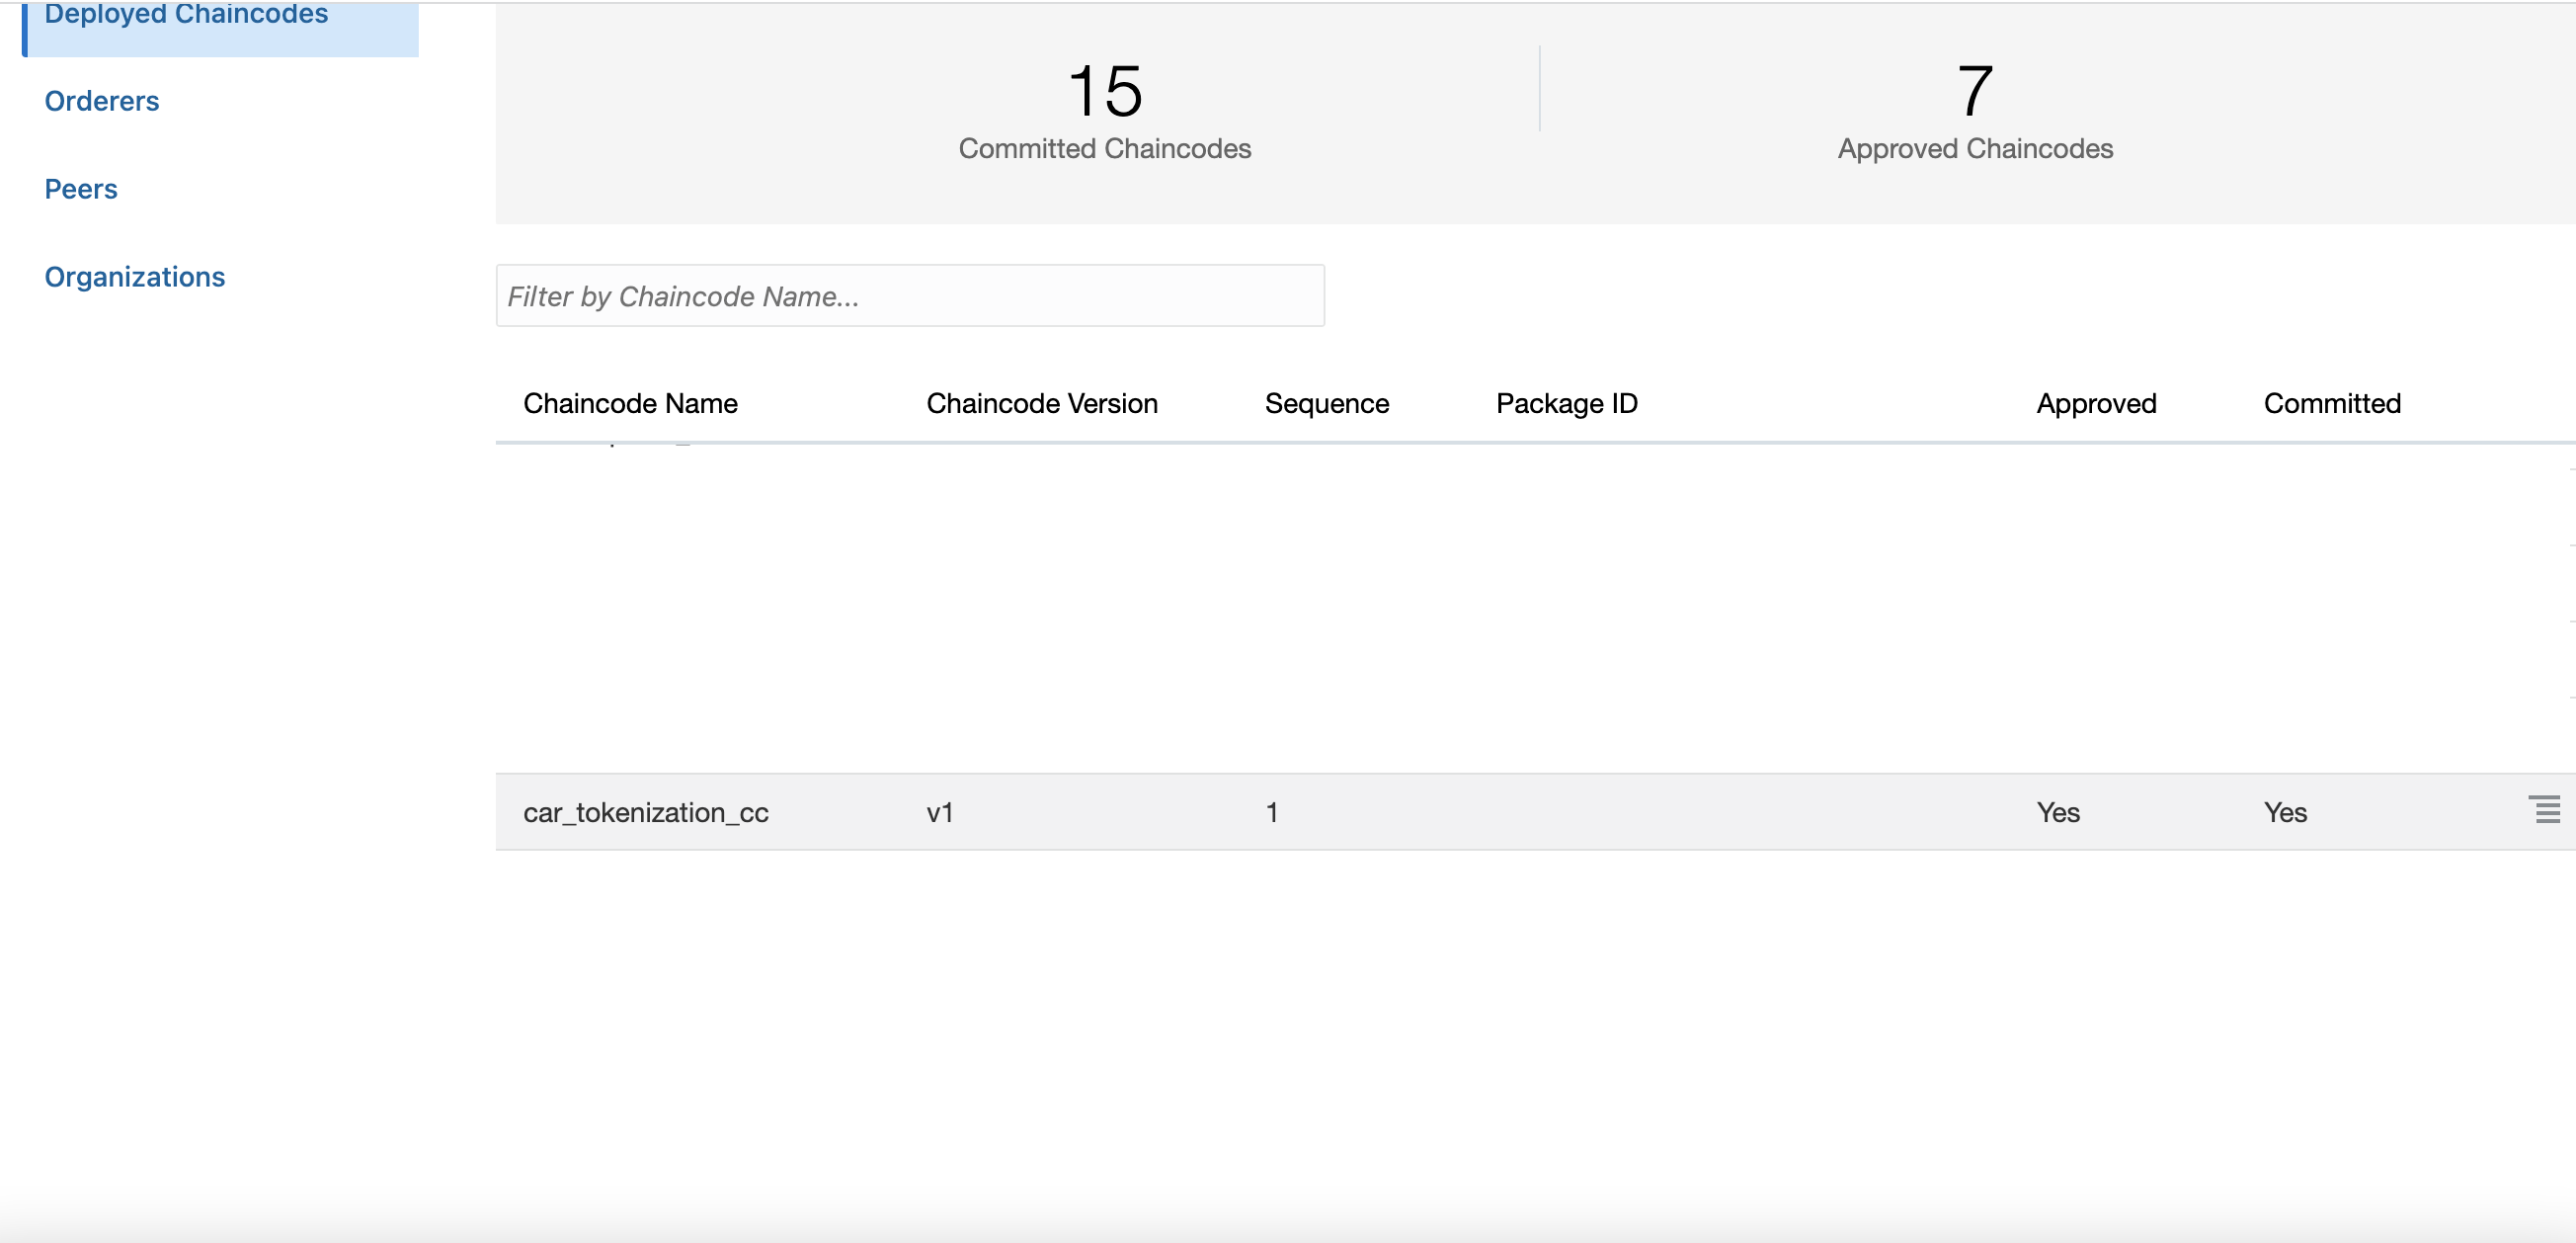 Deployed Chaincodes
Orderers
Peers
Organizations
15
Committed Chaincodes
7
Approved Chaincodes
Filter by Chaincode Name...
Chaincode Name Chaincode Version Sequence Package ID Approved Committed
car_tokenization_cc v1 1 Yes Yes